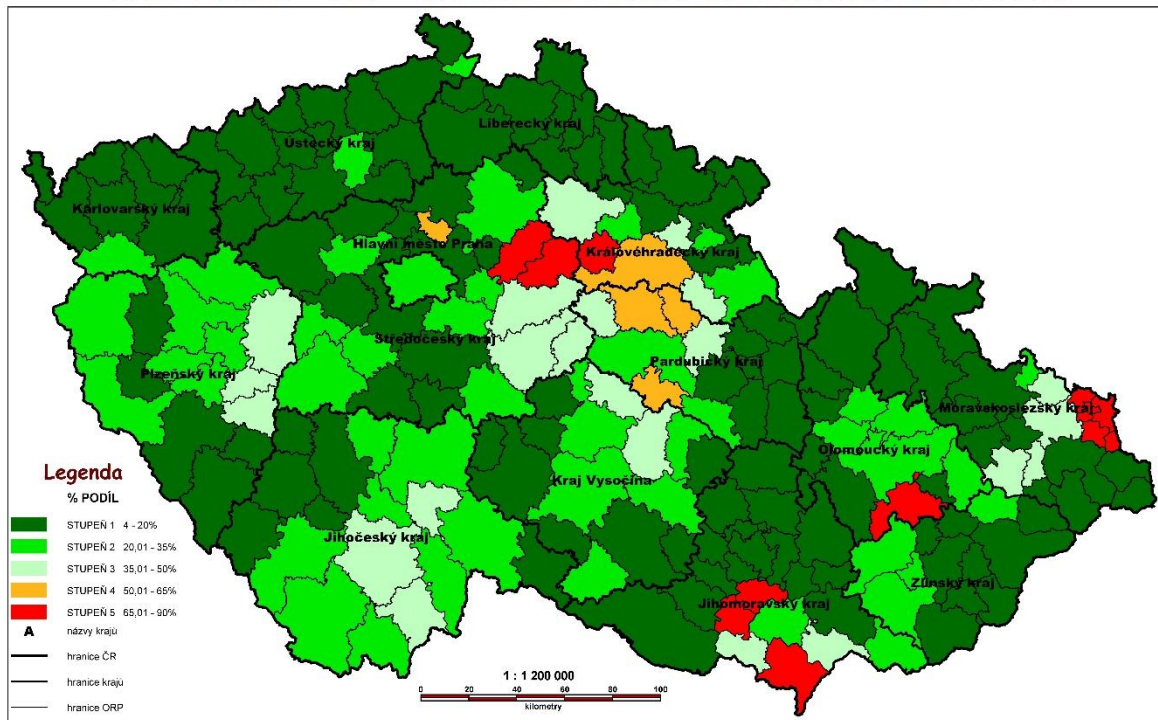 Liberecký kraj
Ústecký kraj
Karlovarský kraj
Hlavní město Praha
Královéhradecký kraj
Středočeský kraj
Pardubický kraj
Plzeňský kraj
Moravskoslezský kraj
Olomoucký kraj
Kraj Vysočina
Jihočeský kraj
Zlínský kraj
Jihomoravský kraj
Legenda
% PODÍL
STUPEŇ 1 4 - 20%
STUPEŇ 2 20,01 - 35%
STUPEŇ 3 35,01 - 50%
STUPEŇ 4 50,01 - 65%
STUPEŇ 5 65,01 - 90%
A názvy krajů
hranice ČR
hranice krajů
hranice ORP
1 : 1 200 000
0 20 40 60 80 100
kilometry